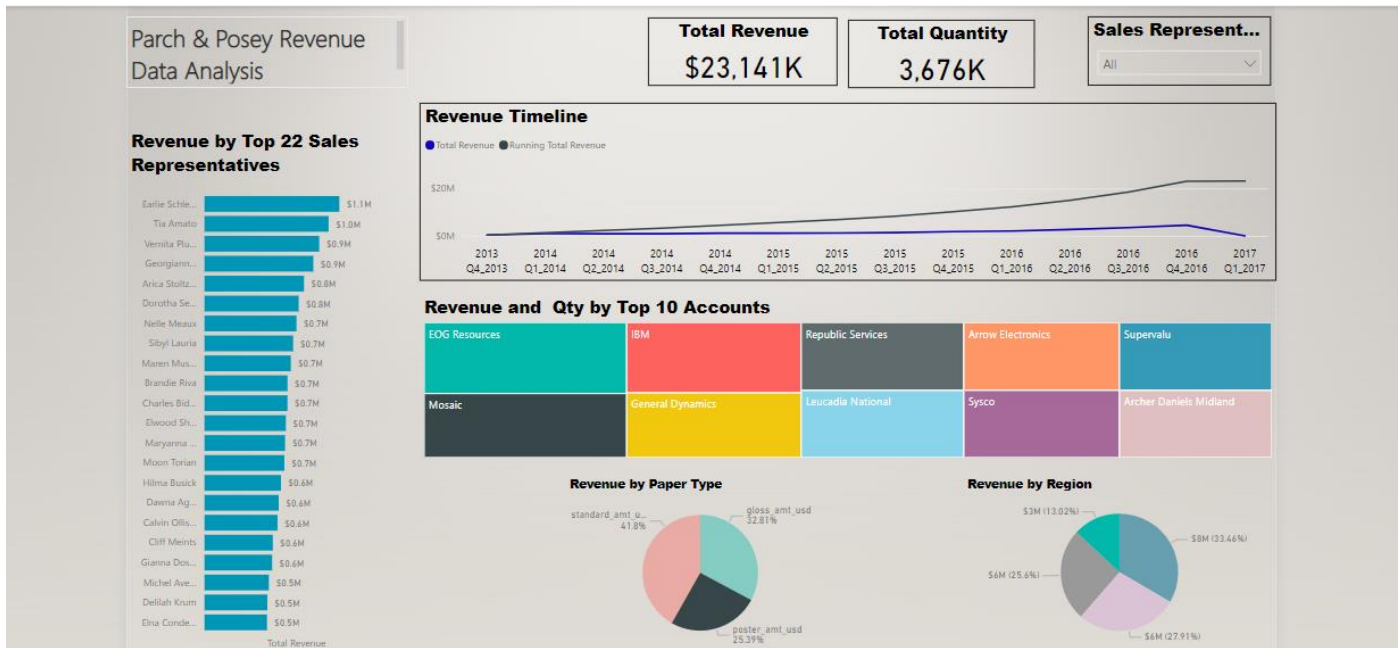 Parch & Posey Revenue
Data Analysis
Total Revenue
$23,141K
Total Quantity
3,676K
Sales Represent...
All
Revenue by Top 22 Sales
Representatives
Earlie Schle... $1.1M
Tia Amato $1.0M
Vernita Plu... $0.9M
Georgiann... $0.9M
Arica Stoltz... $0.8M
Dorotha Se... $0.8M
Nelle Meaux $0.7M
Sibyl Lauria $0.7M
Maren Mus... $0.7M
Brandie Riva $0.7M
Charles Bid... $0.7M
Elwood Sh... $0.7M
Maryanna ... $0.7M
Moon Torian $0.7M
Hilma Busick $0.6M
Dawna Ag... $0.6M
Calvin Ollis... $0.6M
Cliff Meints $0.6M
Gianna Dos... $0.6M
Michel Ave... $0.5M
Delilah Krum $0.5M
Elna Conde... $0.5M
Total Revenue
Revenue Timeline
Total Revenue Running Total Revenue
$20M
$0M
2013 2014 2014 2014 2014 2015 2015 2015 2015 2016 2016 2016 2016 2017
Q4_2013 Q1_2014 Q2_2014 Q3_2014 Q4_2014 Q1_2015 Q2_2015 Q3_2015 Q4_2015 Q1_2016 Q2_2016 Q3_2016 Q4_2016 Q1_2017
Revenue and Qty by Top 10 Accounts
EOG Resources IBM Republic Services Arrow Electronics Supervalu
Mosaic General Dynamics Leucadia National Sysco Archer Daniels Midland
Revenue by Paper Type
standard_amt_u...
41.8%
gloss_amt_usd
32.81%
poster_amt_usd
25.39%
Revenue by Region
$3M (13.02%)
$8M (33.46%)
$6M (25.6%)
$6M (27.91%)